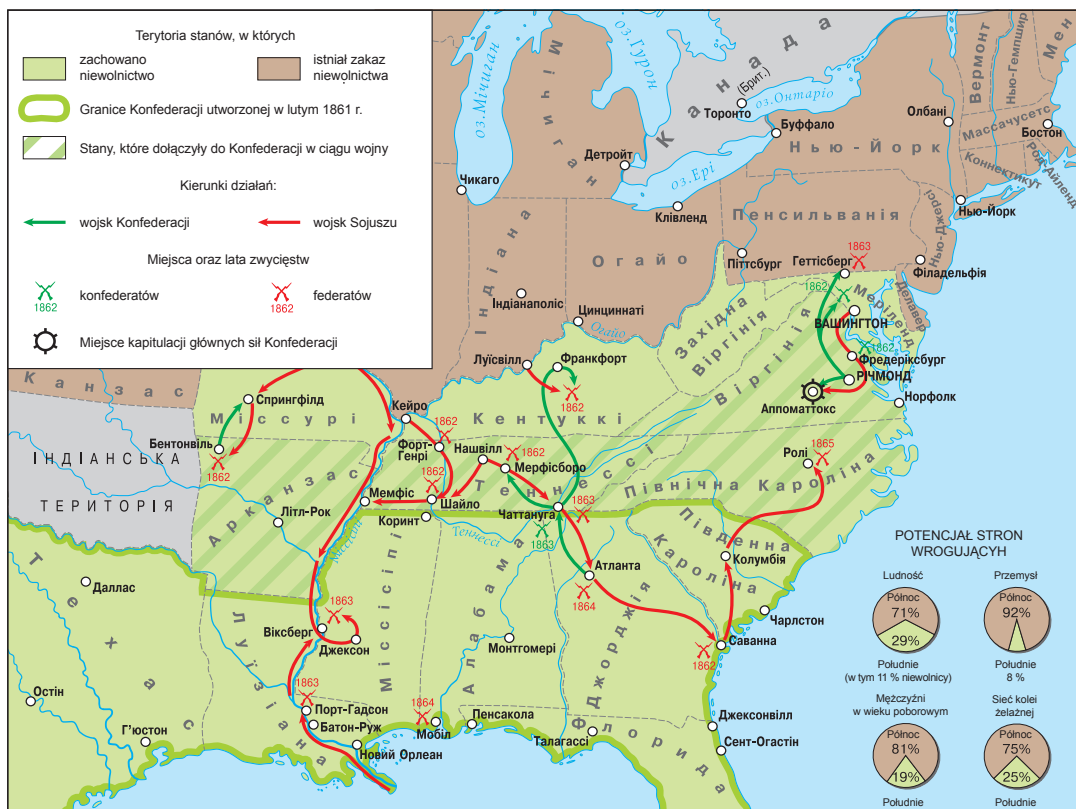 Terytoria stanów, w których
zachowano
niewolnictwo
istniał zakaz
niewolnictwa
Granice Konfederacji utworzonej w lutym 1861 r.
Stany, które dołączyły do Konfederacji w ciągu wojny
Kierunki działań:
wojsk Konfederacji
wojsk Sojuszu
Miejsca oraz lata zwycięstw
1862
konfederatów
1862
federatów
Miejsce kapitulacji głównych sił Konfederacji
Канада
(Брит.)
оз.Мічиган
Мічиган
оз.Гурон
оз.Онтаріо
оз.Ері
Торонто
Буффало
Детройт
Чикаго
Клівленд
Олбані
Вермонт
Нью-Гемпшир
Мен
Массачусетс
Бостон
Коннектикут
Род-Айленд
Нью-Йорк
Нью-Йорк
Пенсильванія
Нью-Джерсі
Піттсбург
Геттісберг
1863
Філадельфія
Індіана
Огайо
Індіанаполіс
Цинциннаті
Огайо
Західна
Віргінія
Віргінія
1862
Меріленд
Делавер
ВАШИНГТОН
1862
Фредеріксбург
РІЧМОНД
Аппоматтокс
Норфолк
Канзас
Луїсвілл
Франкфорт
1862
Спрингфілд
Міссурі
Кейро
Кентуккі
Бентонвіль
1862
ІНДІАНСЬКА
ТЕРИТОРІЯ
1862
Форт-
Генрі
Нашвілл
1862
Мерфісборо
1862
Теннессі
Ролі
1865
Північна Кароліна
Арканзас
Мемфіс
Шайло
Чаттануга
1863
Літл-Рок
Коринт
Теннессі
1863
Міссісіпі
Південна
Кароліна
Колумбія
Атланта
1864
Техас
Даллас
Луїзіана
Міссісіпі
Алабама
Джорджія
Чарлстон
1863
Віксберг
Джексон
Монтгомері
Саванна
1862
Остін
Г'юстон
1863
Порт-Гадсон
Батон-Руж
Новий Орлеан
1864
Мобіл
Пенсакола
Талагассі
Флорида
Джексонвілл
Сент-Огастін
POTENCJAŁ STRON
WROGUJĄCYH
Ludność
Północ
71%
29%
Południe
(w tym 11 % niewolnicy)
Przemysł
Północ
92%
Południe
8 %
Mężczyźni
w wieku poborowym
Północ
81%
19%
Południe
Sieć kolei
żelaznej
Północ
75%
25%
Południe